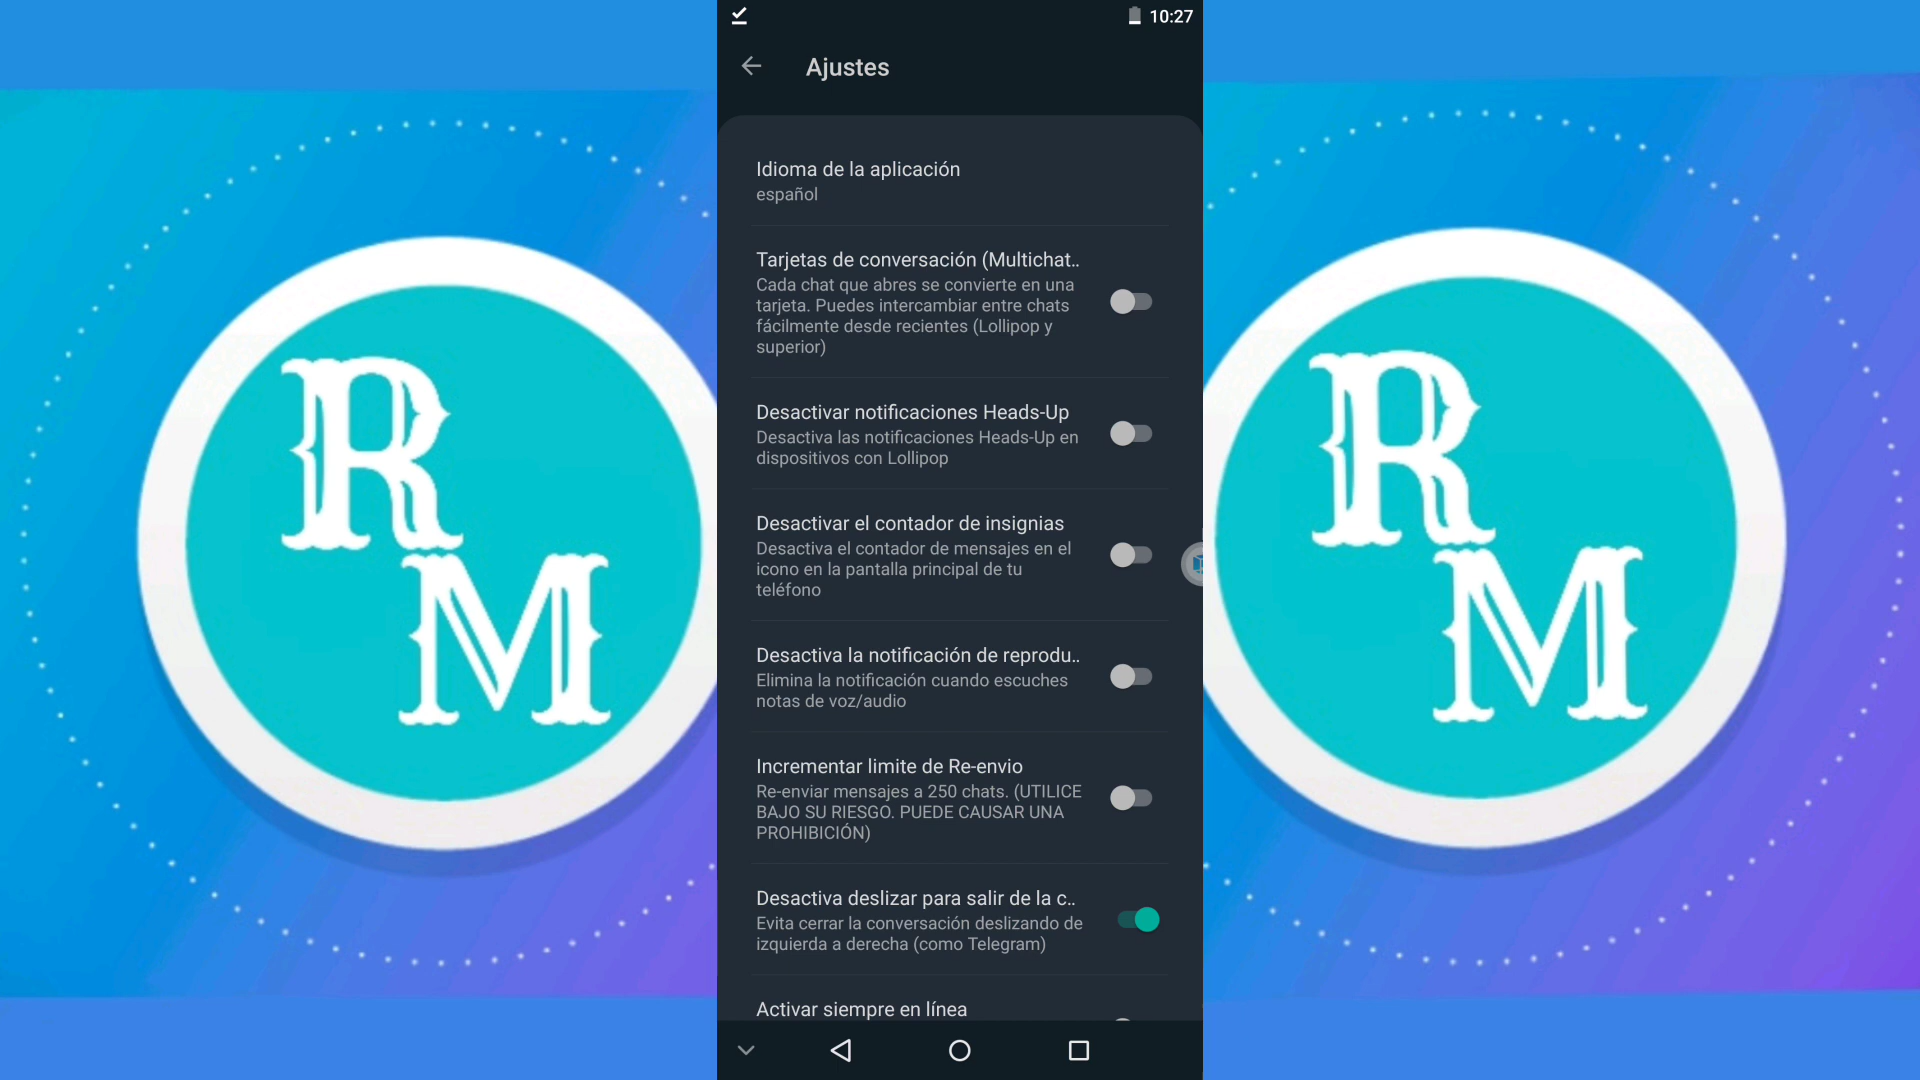 10:27
Ajustes
Idioma de la aplicación
español
Tarjetas de conversación (Multichat..
Cada chat que abres se convierte en una
tarjeta. Puedes intercambiar entre chats
fácilmente desde recientes (Lollipop y
superior)
Desactivar notificaciones Heads-Up
Desactiva las notificaciones Heads-Up en
dispositivos con Lollipop
Desactivar el contador de insignias
Desactiva el contador de mensajes en el
icono en la pantalla principal de tu
teléfono
Desactiva la notificación de reprodu..
Elimina la notificación cuando escuches
notas de voz/audio
Incrementar limite de Re-envio
Re-enviar mensajes a 250 chats. (UTILICE
BAJO SU RIESGO. PUEDE CAUSAR UNA
PROHIBICIÓN)
Desactiva deslizar para salir de la c..
Evita cerrar la conversación deslizando de
izquierda a derecha (como Telegram)
Activar siempre en línea
R
M
R
M